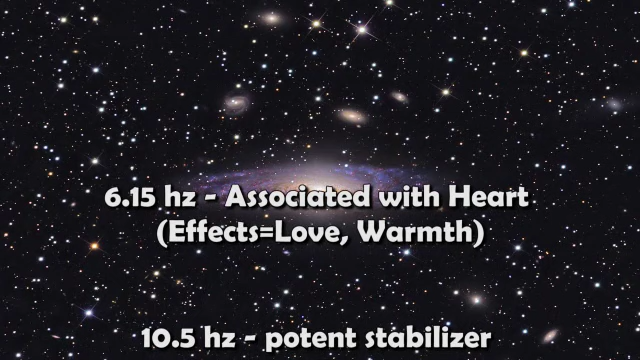 6.15 hz - Associated with Heart
(Effects=Love, Warmth)
10.5 hz - potent stabilizer